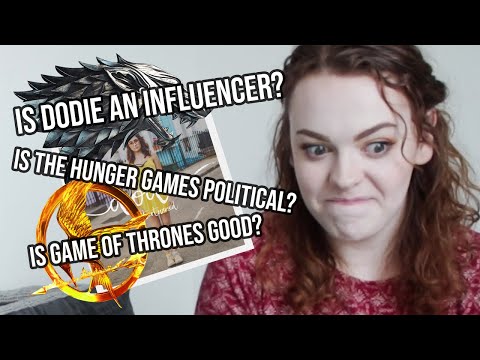 IS DODIE AN INFLUENCER?
IS THE HUNGER GAMES POLITICAL?
IS GAME OF THRONES GOOD?